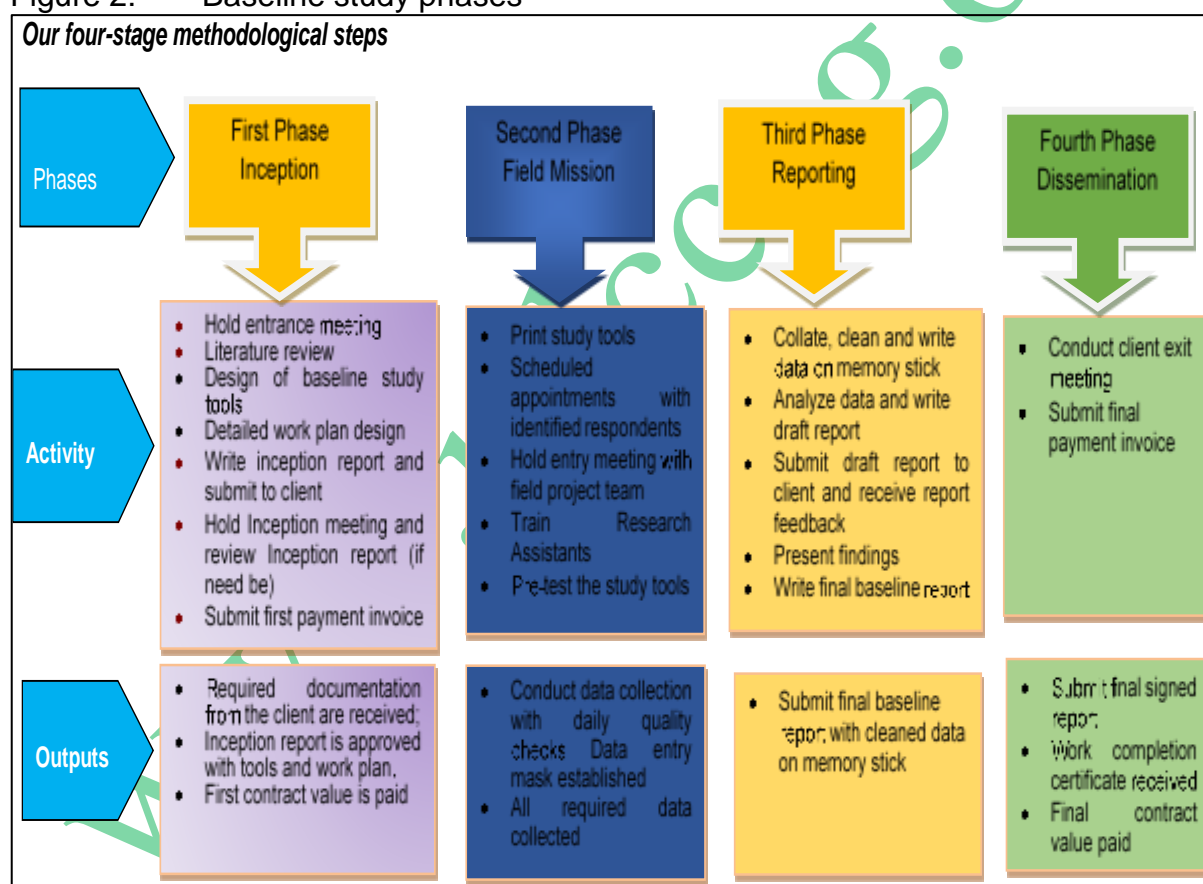 Figure 2: Baseline study phases
Our four-stage methodological steps
Phases
First Phase
Inception
Second Phase
Field Mission
Third Phase
Reporting
Fourth Phase
Dissemination
Activity
• Hold entrance meeting
• Literature review
• Design of baseline study
tools
• Detailed work plan design
• Write inception report and
submit to client
• Hold Inception meeting and
review Inception report (if
need be)
• Submit first payment invoice
• Print study tools
• Scheduled
appointments with
identified respondents
• Hold entry meeting with
field project team
• Train Research
Assistants
• Pre-test the study tools
• Collate, clean and write
data on memory stick
• Analyze data and write
draft report
• Submit draft report to
client and receive report
feedback
• Present findings
• Write final baseline report
▪ Conduct client exit
meeting
▪ Submit final
payment invoice
Outputs
• Required documentation
from the client are received;
• Inception report is approved
with tools and work plan,
• First contract value is paid
• Conduct data collection
with daily quality
checks Data entry
mask established
• All required data
collected
• Submit final baseline
report with cleaned data
on memory stick
• Submit final signed
report;
• Work completion
certificate received
• Final contract
value paid